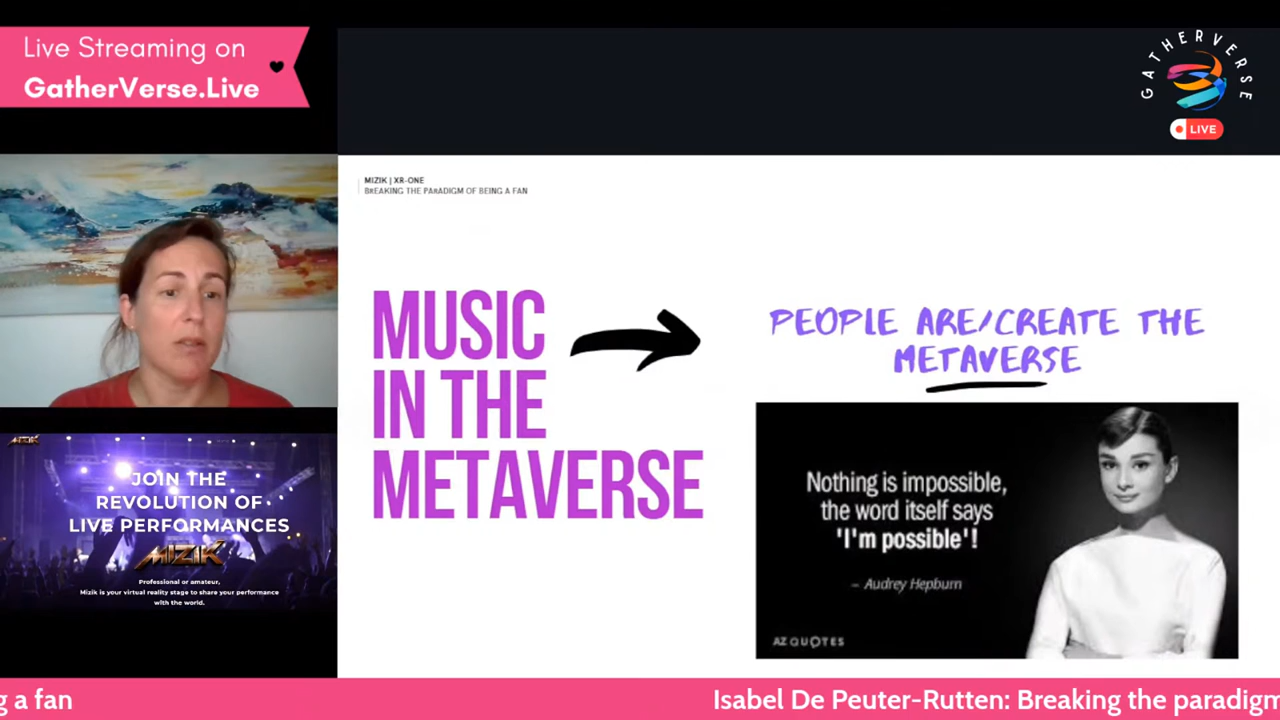 Live Streaming on
GatherVerse.Live
GATHERVERSE
LIVE
MIZIK | XR-ONE
BREAKING THE PARADIGM OF BEING A FAN
MUSIC
IN THE
METAVERSE
PEOPLE ARE/CREATE THE
METAVERSE
Nothing is impossible,
the word itself says
'I'm possible'!
– Audrey Hepburn
AZ QUOTES
MIZIK
JOIN THE
REVOLUTION OF
LIVE PERFORMANCES
MIZIK
Professional or amateur,
Mizik is your virtual reality stage to share your performance
with the world.
g a fan
Isabel De Peuter-Rutten: Breaking the paradigm